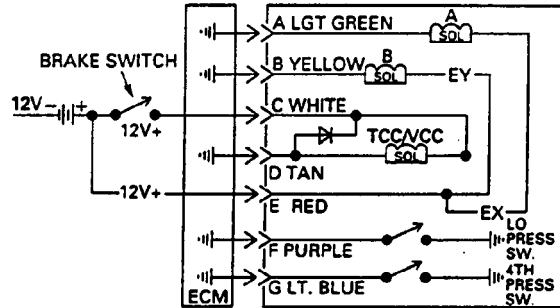 A LGT GREEN
A
SOL
B YELLOW
B
SOL
EY
BRAKE SWITCH
12V - +
12V+
C WHITE
TCC/VCC
SOL
D TAN
12V+
E RED
EX
LO
PRESS
SW.
F PURPLE
4TH
PRESS
SW.
G LT. BLUE
ECM